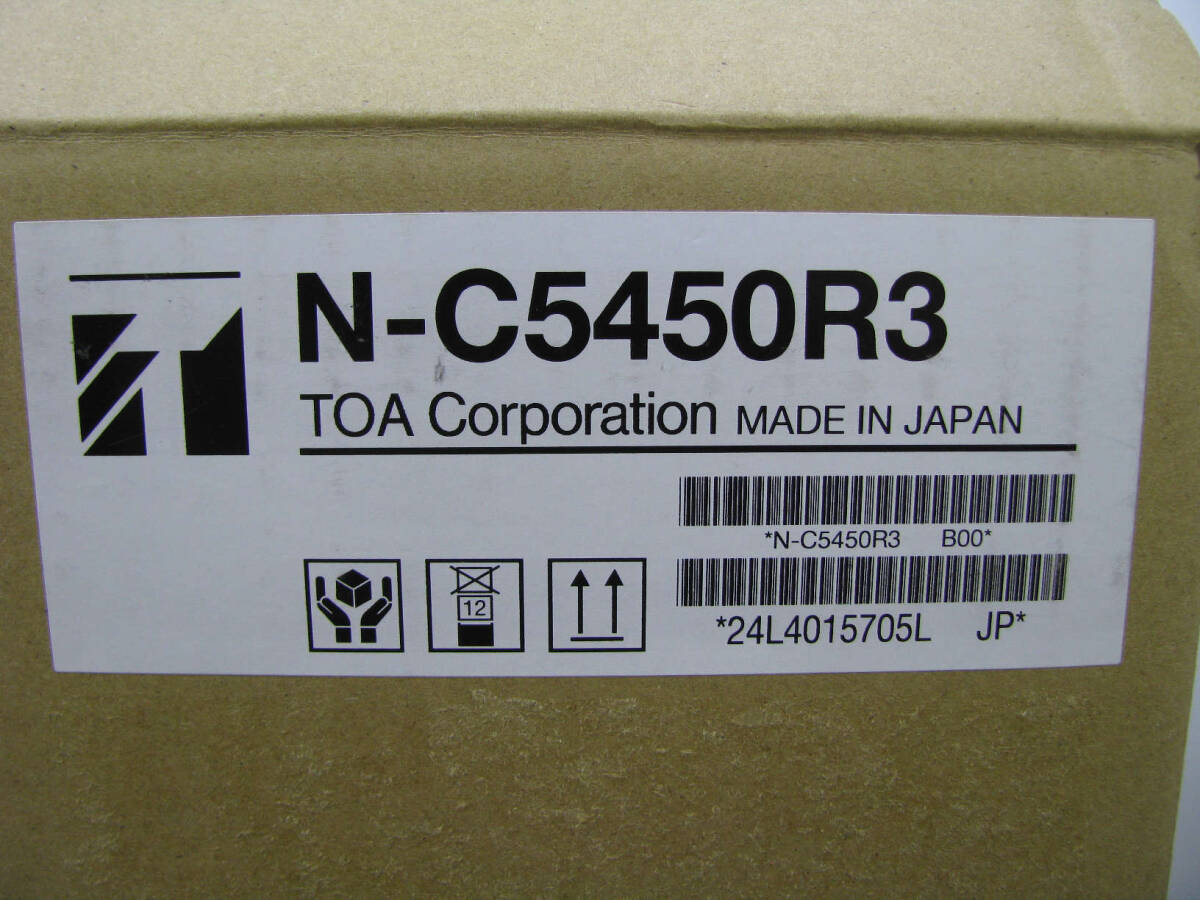 N-C5450R3
TOA Corporation MADE IN JAPAN
*N-C5450R3 B00*
12
*24L4015705L JP*